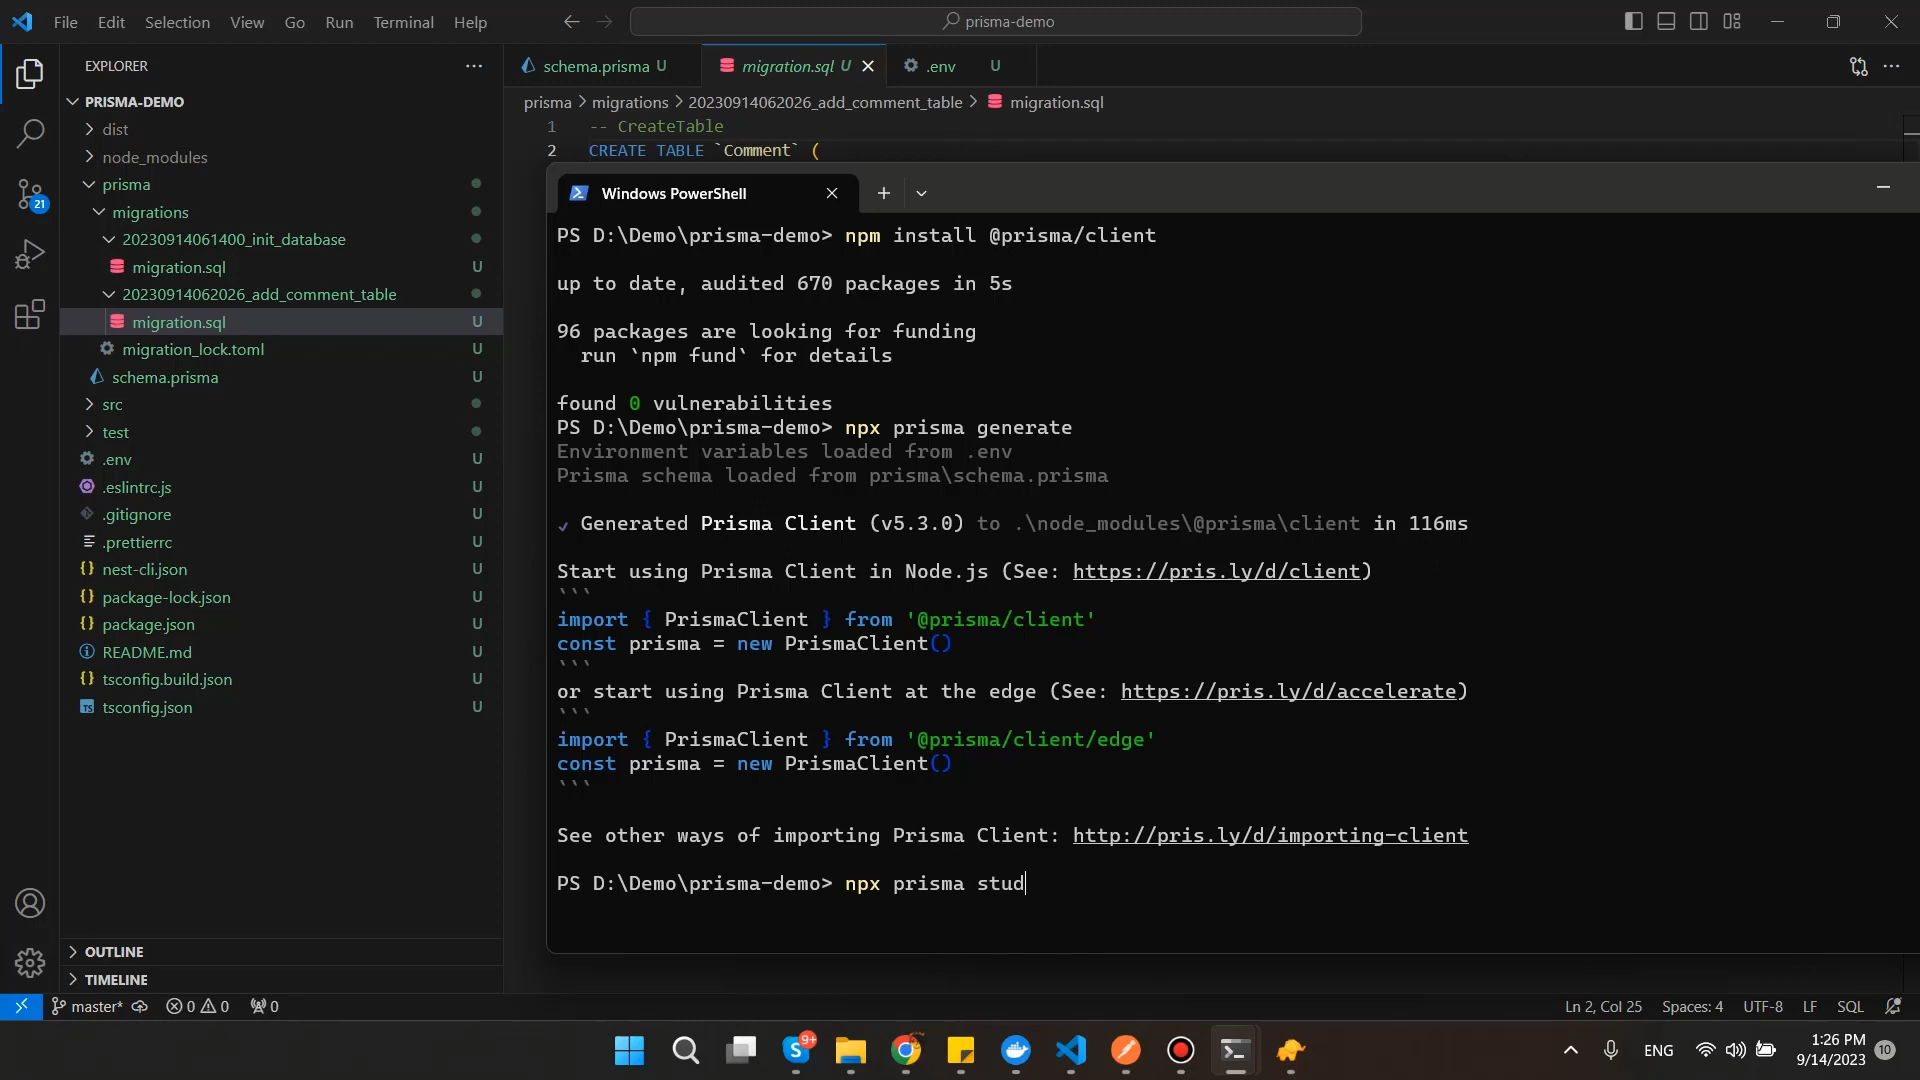 File Edit Selection View Go Run Terminal Help
prisma-demo
EXPLORER
PRISMA-DEMO
dist
node_modules
prisma
migrations
20230914061400_init_database
migration.sql U
20230914062026_add_comment_table
migration.sql U
migration_lock.toml U
schema.prisma U
src
test
.env U
.eslintrc.js U
.gitignore U
.prettierrc U
nest-cli.json U
package-lock.json U
package.json U
README.md U
tsconfig.build.json U
tsconfig.json U
OUTLINE
TIMELINE
21
schema.prisma U
migration.sql U
.env U
prisma > migrations > 20230914062026_add_comment_table > migration.sql
1 -- CreateTable
2 CREATE TABLE `Comment` (
Windows PowerShell
PS D:\Demo\prisma-demo> npm install @prisma/client
up to date, audited 670 packages in 5s
96 packages are looking for funding
run `npm fund` for details
found 0 vulnerabilities
PS D:\Demo\prisma-demo> npx prisma generate
Environment variables loaded from .env
Prisma schema loaded from prisma\schema.prisma
✔ Generated Prisma Client (v5.3.0) to .\node_modules\@prisma\client in 116ms
Start using Prisma Client in Node.js (See: https://pris.ly/d/client)
```
import { PrismaClient } from '@prisma/client'
const prisma = new PrismaClient()
```
or start using Prisma Client at the edge (See: https://pris.ly/d/accelerate)
```
import { PrismaClient } from '@prisma/client/edge'
const prisma = new PrismaClient()
```
See other ways of importing Prisma Client: http://pris.ly/d/importing-client
PS D:\Demo\prisma-demo> npx prisma stud
master* 0 0 0
Ln 2, Col 25 Spaces: 4 UTF-8 LF SQL
9+
ENG
1:26 PM
9/14/2023
10